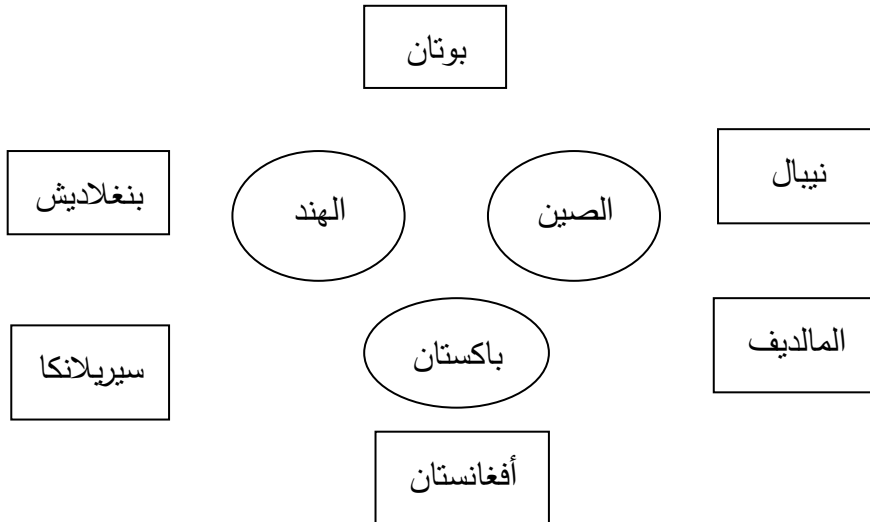 بوتان
نيبال
الصين
الهند
بنغلاديش
المالديف
باكستان
سيريلانكا
أفغانستان